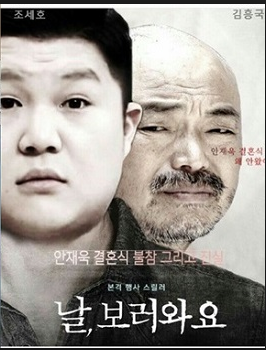 조세호
김흥국
안재욱 결혼식
왜 안왔어
안재욱 결혼식 불참 그리고 진실
본격 행사 스릴러
날, 보러와요